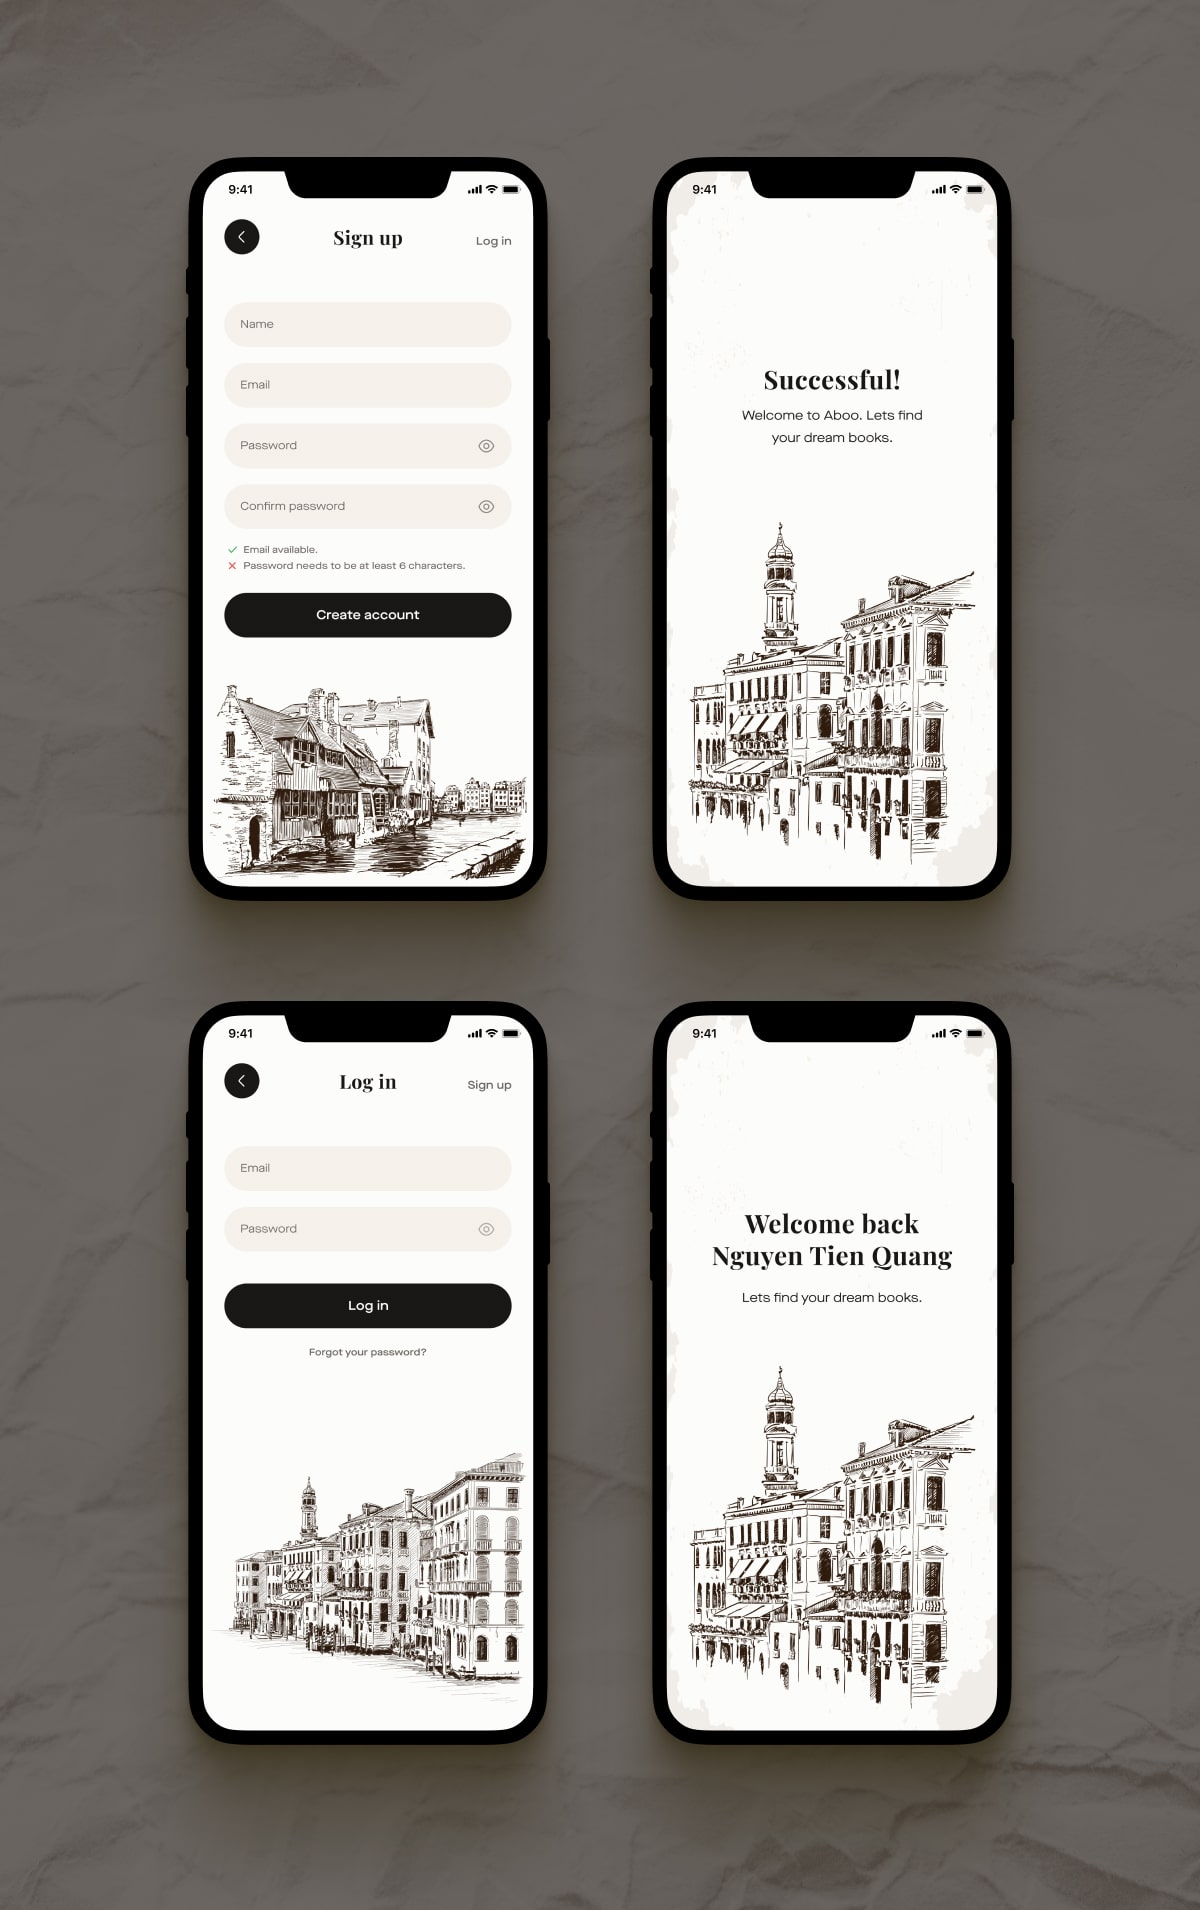 9:41
Sign up
Log in
Name
Email
Password
Confirm password
Email available.
Password needs to be at least 6 characters.
Create account
9:41
Successful!
Welcome to Aboo. Lets find
your dream books.
9:41
Log in
Sign up
Email
Password
Log in
Forgot your password?
9:41
Welcome back
Nguyen Tien Quang
Lets find your dream books.